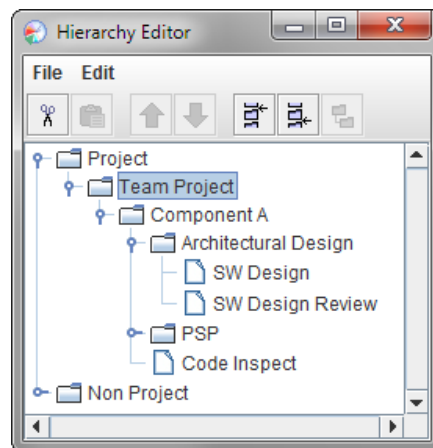 Hierarchy Editor
File Edit
Project
Team Project
Component A
Architectural Design
SW Design
SW Design Review
PSP
Code Inspect
Non Project